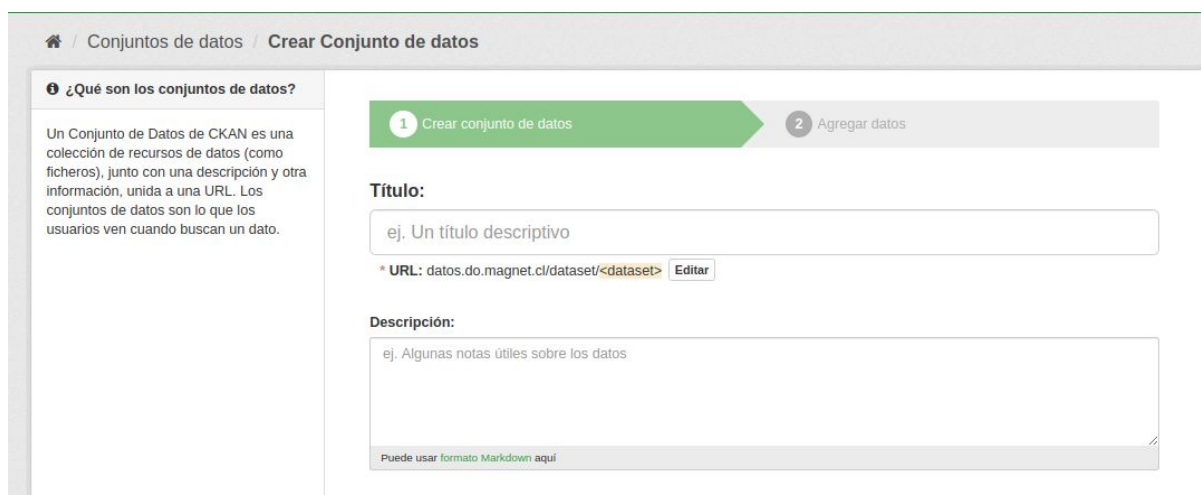 / Conjuntos de datos / Crear Conjunto de datos
¿Qué son los conjuntos de datos?
Un Conjunto de Datos de CKAN es una
colección de recursos de datos (como
ficheros), junto con una descripción y otra
información, unida a una URL. Los
conjuntos de datos son lo que los
usuarios ven cuando buscan un dato.
1 Crear conjunto de datos
2 Agregar datos
Título:
ej. Un título descriptivo
* URL: datos.do.magnet.cl/dataset/<dataset> Editar
Descripción:
ej. Algunas notas útiles sobre los datos
Puede usar formato Markdown aquí